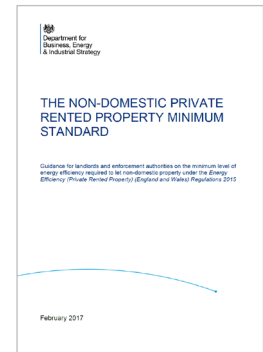 Department for
Business, Energy
& Industrial Strategy
THE NON-DOMESTIC PRIVATE
RENTED PROPERTY MINIMUM
STANDARD
Guidance for landlords and enforcement authorities on the minimum level of
energy efficiency required to let non-domestic property under the Energy
Efficiency (Private Rented Property) (England and Wales) Regulations 2015
February 2017